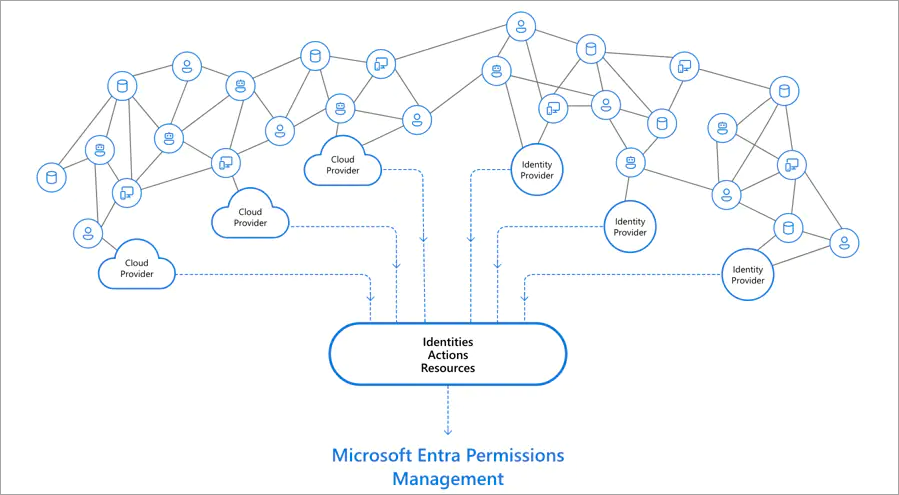 Cloud
Provider
Identity
Provider
Cloud
Provider
Identity
Provider
Cloud
Provider
Identity
Provider
Identities
Actions
Resources
Microsoft Entra Permissions
Management